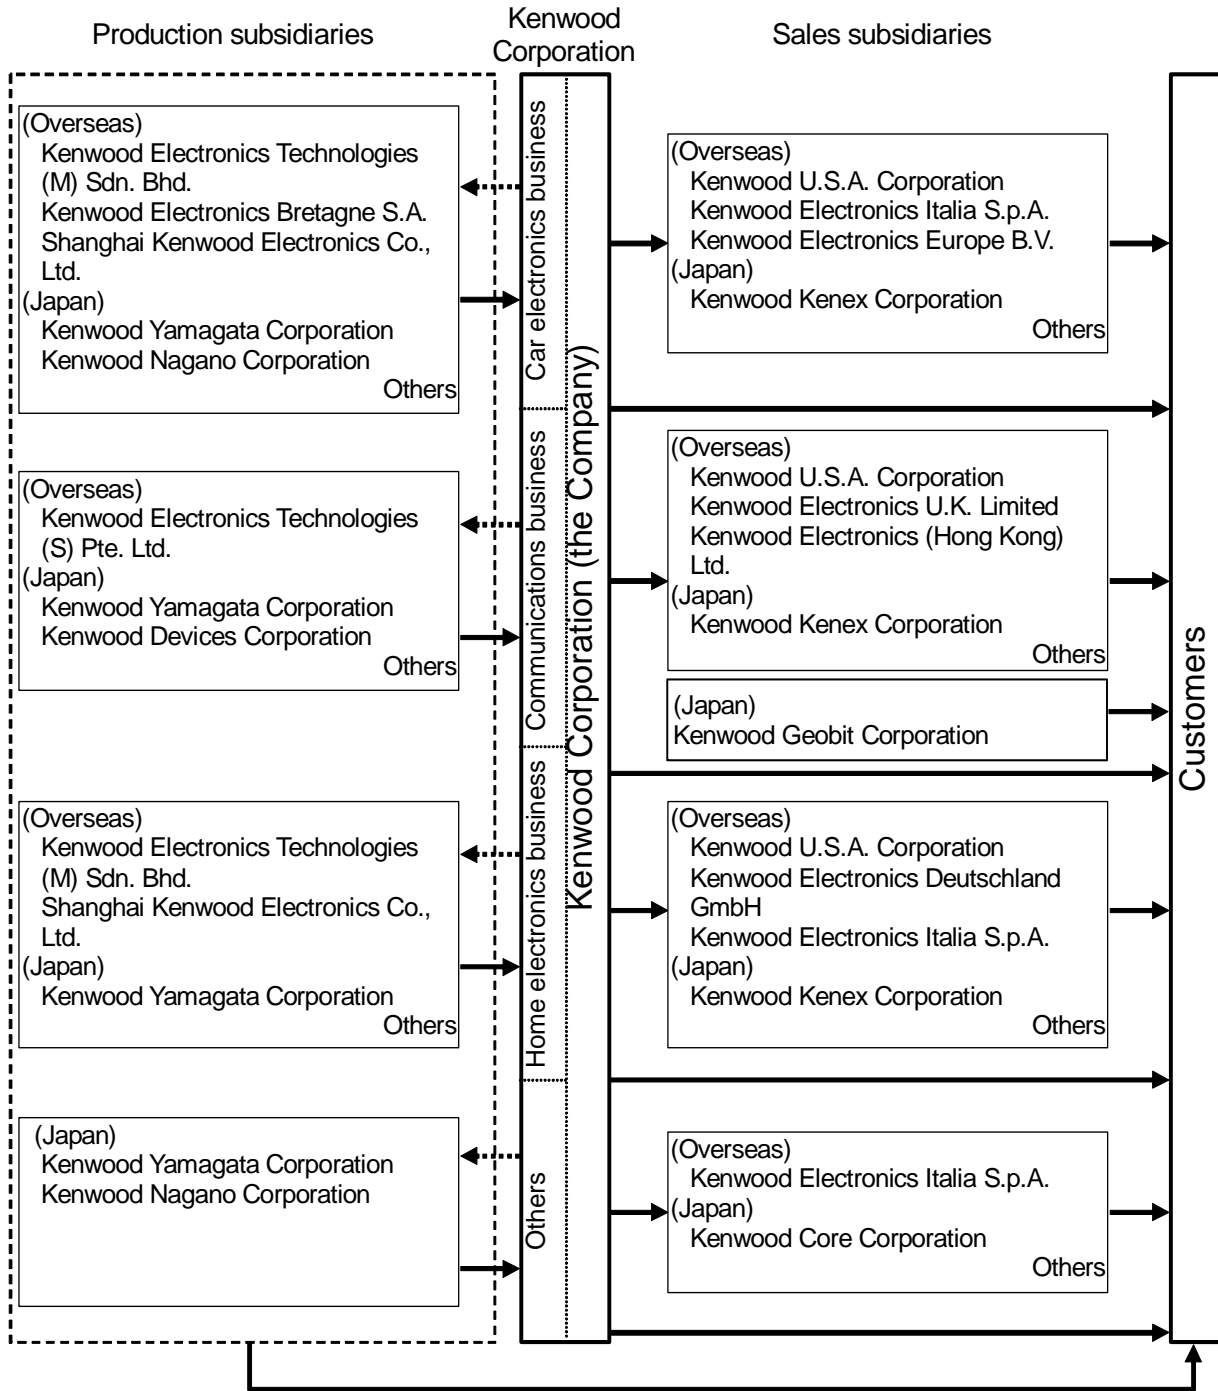 Production subsidiaries
Kenwood
Corporation
Sales subsidiaries
(Overseas)
Kenwood Electronics Technologies
(M) Sdn. Bhd.
Kenwood Electronics Bretagne S.A.
Shanghai Kenwood Electronics Co.,
Ltd.
(Japan)
Kenwood Yamagata Corporation
Kenwood Nagano Corporation
Others
(Overseas)
Kenwood Electronics Technologies
(S) Pte. Ltd.
(Japan)
Kenwood Yamagata Corporation
Kenwood Devices Corporation
Others
(Overseas)
Kenwood Electronics Technologies
(M) Sdn. Bhd.
Shanghai Kenwood Electronics Co.,
Ltd.
(Japan)
Kenwood Yamagata Corporation
Others
(Japan)
Kenwood Yamagata Corporation
Kenwood Nagano Corporation
Car electronics business
Communications business
Home electronics business
Others
Kenwood Corporation (the Company)
(Overseas)
Kenwood U.S.A. Corporation
Kenwood Electronics Italia S.p.A.
Kenwood Electronics Europe B.V.
(Japan)
Kenwood Kenex Corporation
Others
(Overseas)
Kenwood U.S.A. Corporation
Kenwood Electronics U.K. Limited
Kenwood Electronics (Hong Kong)
Ltd.
(Japan)
Kenwood Kenex Corporation
Others
(Japan)
Kenwood Geobit Corporation
(Overseas)
Kenwood U.S.A. Corporation
Kenwood Electronics Deutschland
GmbH
Kenwood Electronics Italia S.p.A.
(Japan)
Kenwood Kenex Corporation
Others
(Overseas)
Kenwood Electronics Italia S.p.A.
(Japan)
Kenwood Core Corporation
Others
Customers